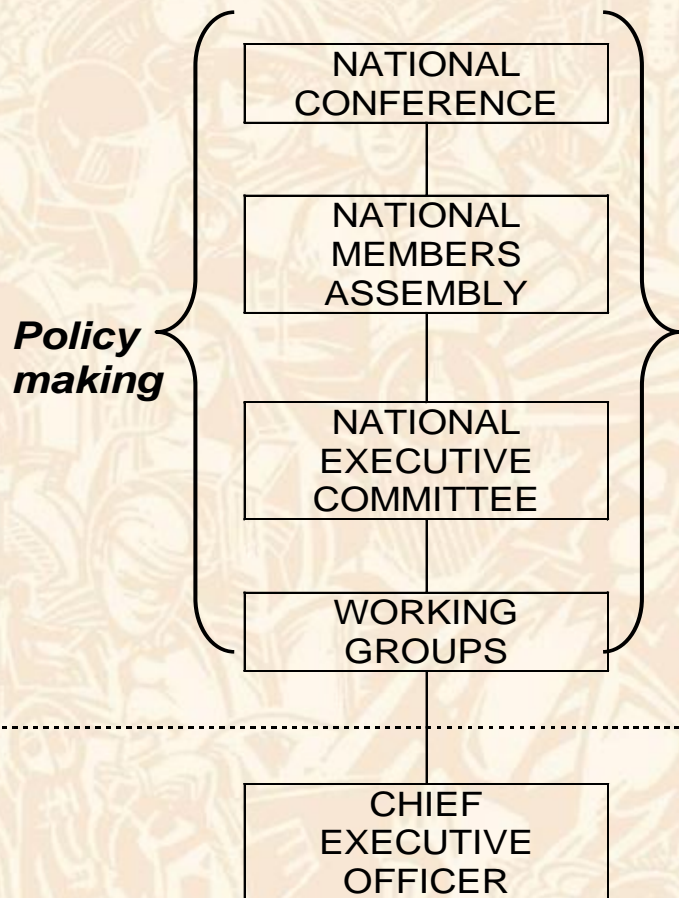 NATIONAL
CONFERENCE
NATIONAL
MEMBERS
ASSEMBLY
Policy
making
NATIONAL
EXECUTIVE
COMMITTEE
WORKING
GROUPS
CHIEF
EXECUTIVE
OFFICER